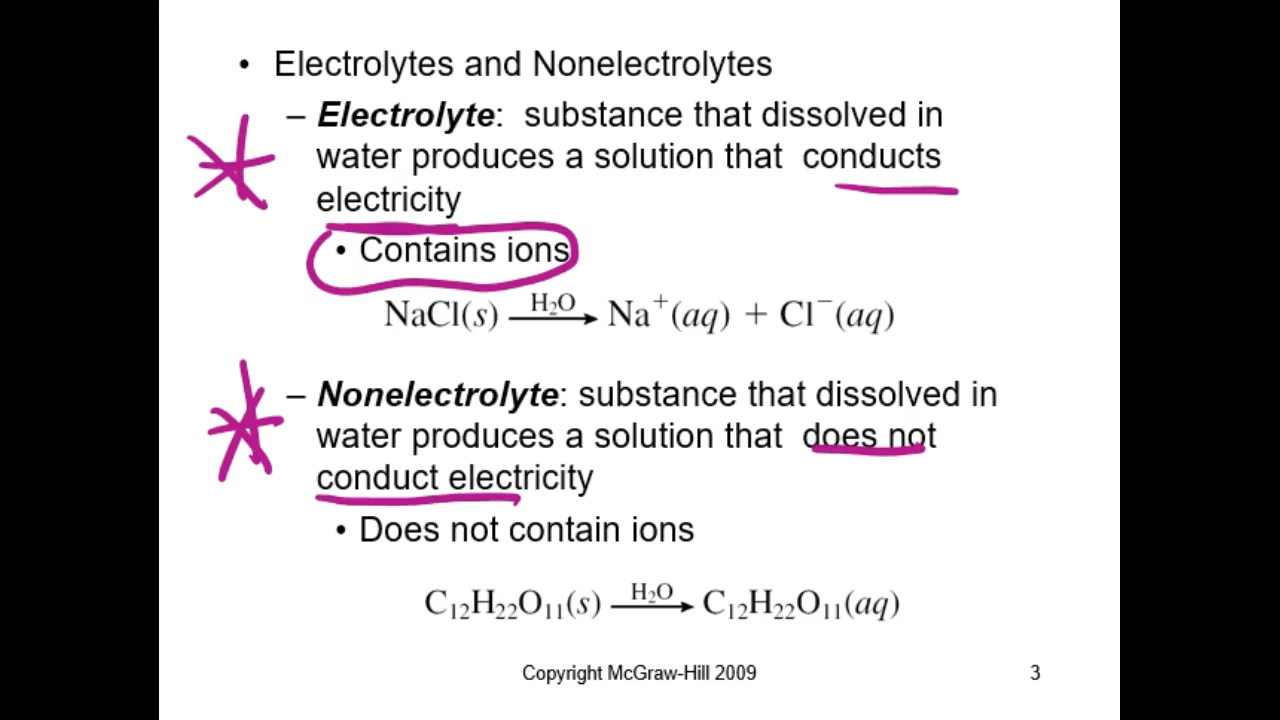 • Electrolytes and Nonelectrolytes
– Electrolyte: substance that dissolved in
water produces a solution that conducts
electricity
• Contains ions
NaCl(s) —H₂O→ Na⁺(aq) + Cl⁻(aq)
– Nonelectrolyte: substance that dissolved in
water produces a solution that does not
conduct electricity
• Does not contain ions
C₁₂H₂₂O₁₁(s) —H₂O→ C₁₂H₂₂O₁₁(aq)
Copyright McGraw-Hill 2009 3